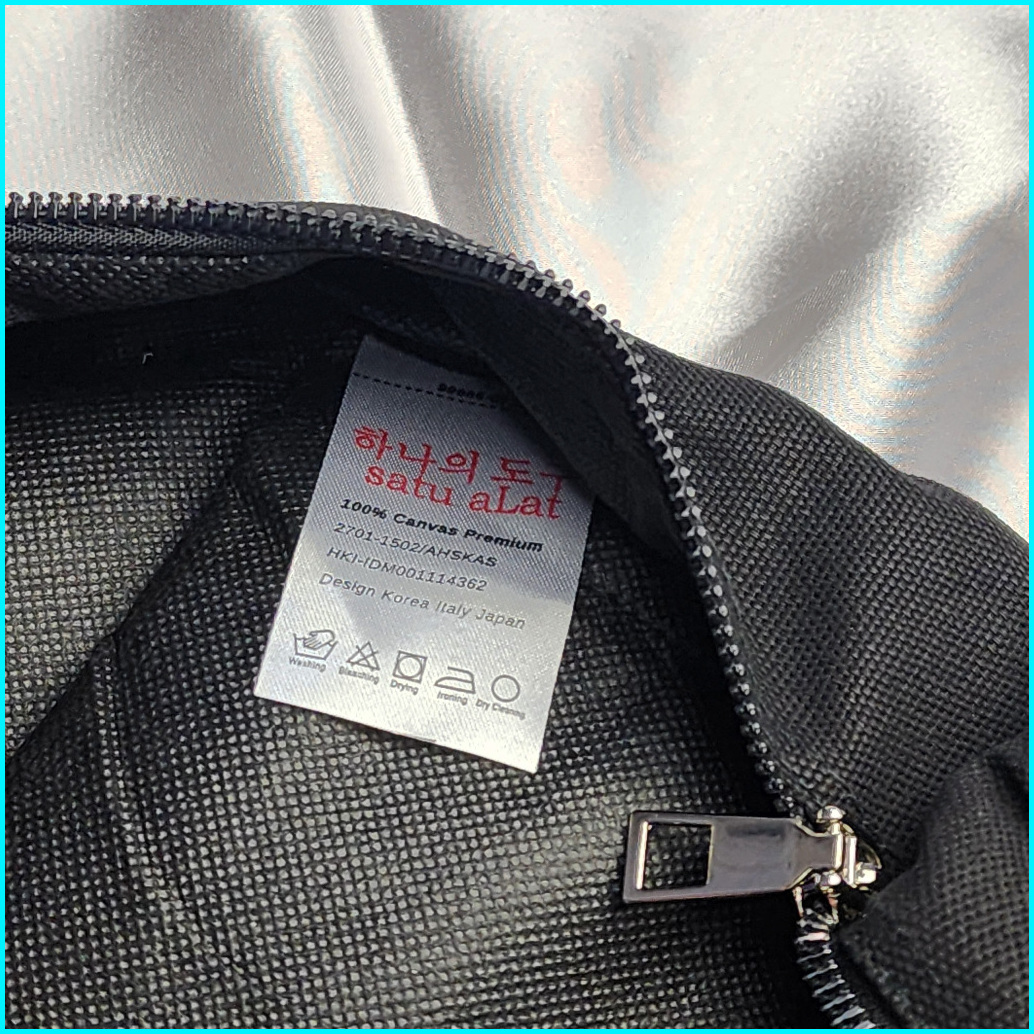 하나의 도구
satu aLat
100% Canvas Premium
2701-1502/AHSKAS
HKI-IDM001114362
Design Korea Italy Japan
Washing Bleaching Drying Ironing Dry Cleaning